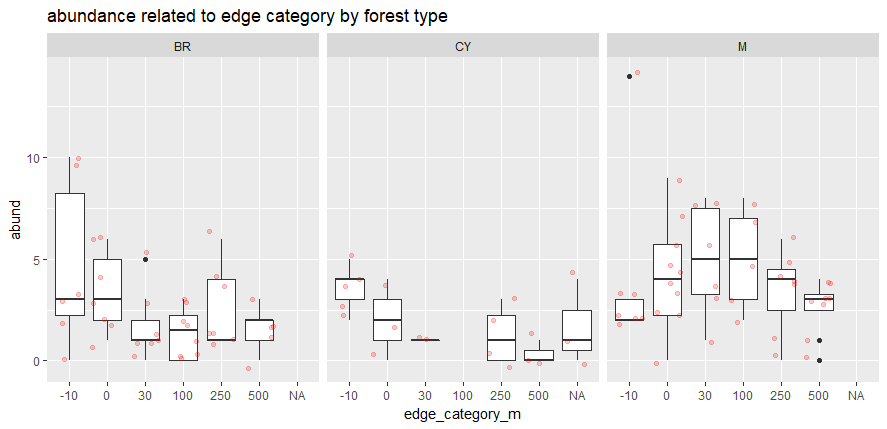 abundance related to edge category by forest type
BR CY M
abund
10
5
0
-10 0 30 100 250 500 NA -10 0 30 100 250 500 NA -10 0 30 100 250 500 NA
edge_category_m